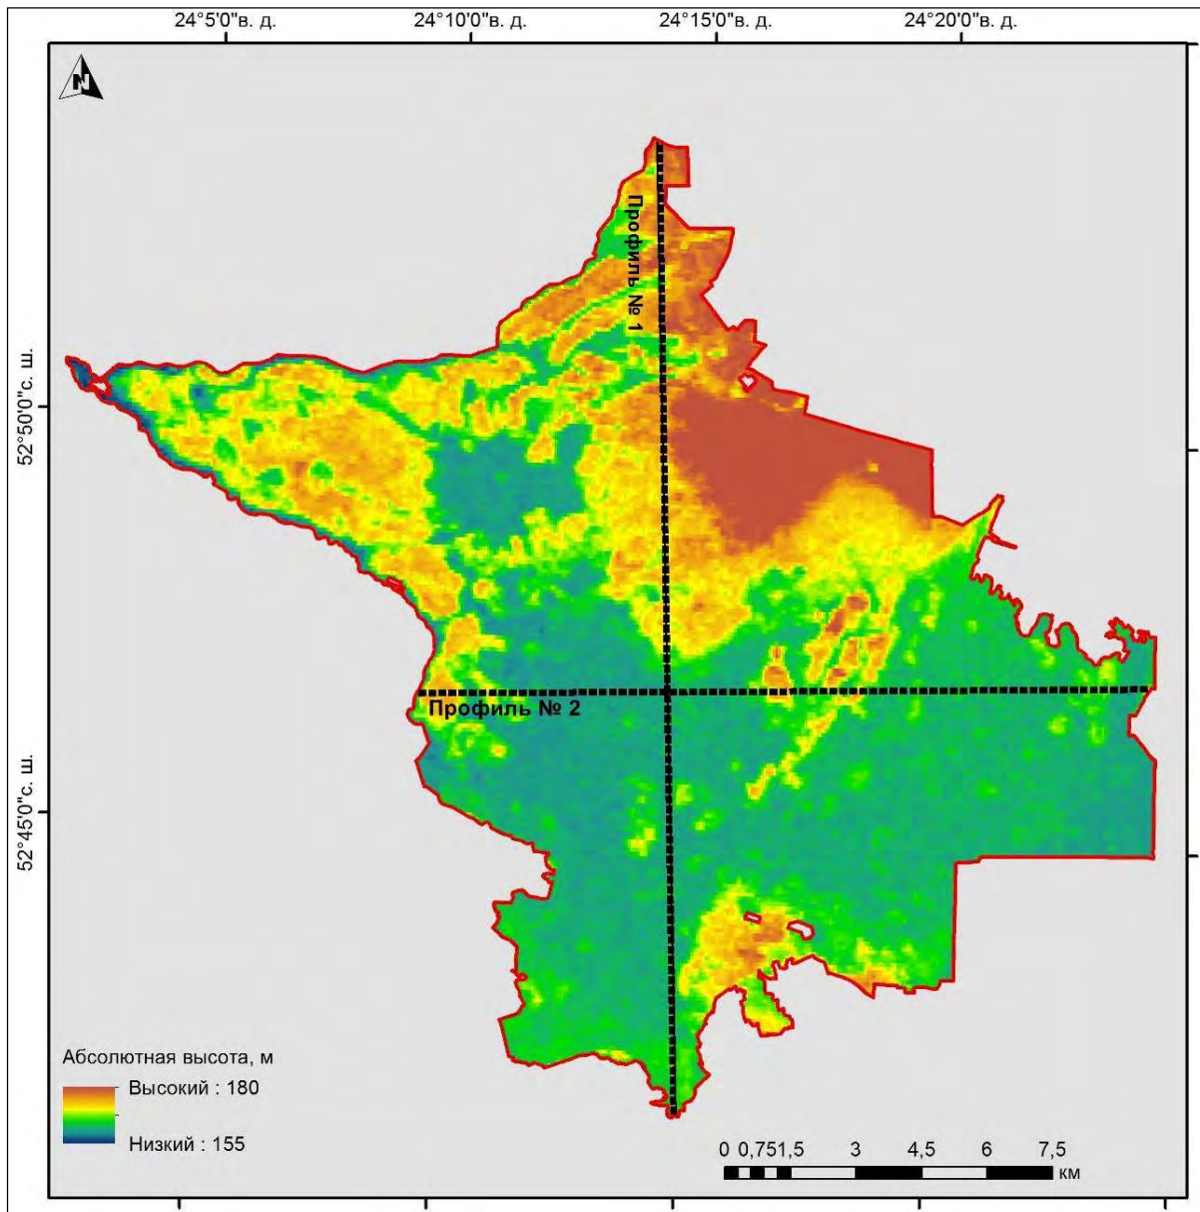 24°5'0"в. д.
24°10'0"в. д.
24°15'0"в. д.
24°20'0"в. д.
N
Профиль № 1
52°50'0"с. ш.
Профиль № 2
52°45'0"с. ш.
Абсолютная высота, м
Высокий : 180
Низкий : 155
0 0,751,5 3 4,5 6 7,5
км